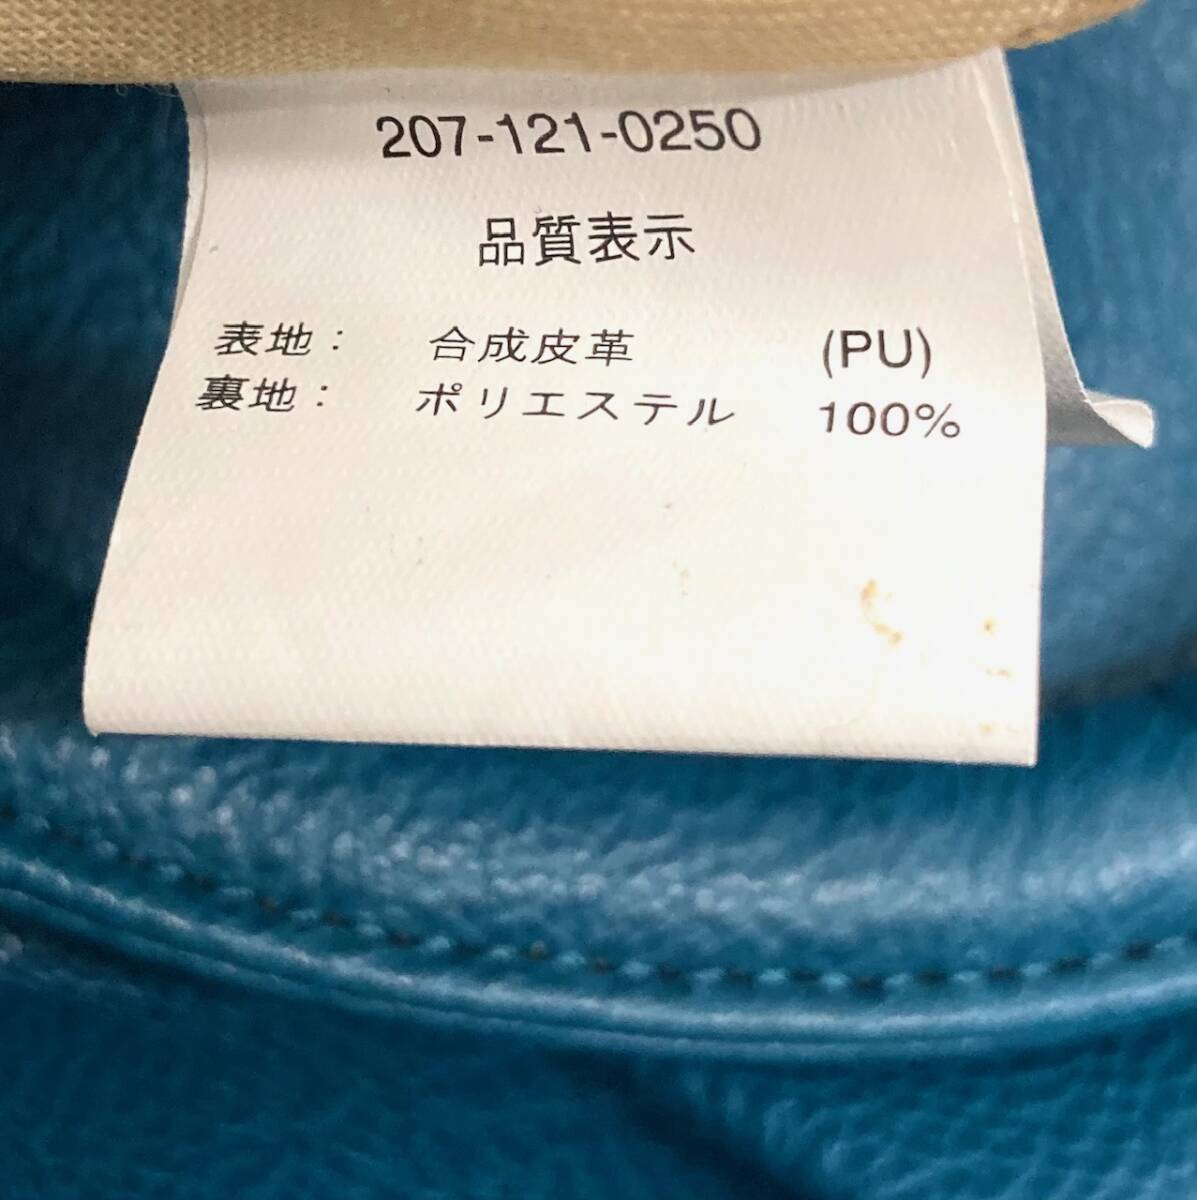 207-121-0250
品質表示
表地： 合成皮革 (PU)
裏地： ポリエステル 100%